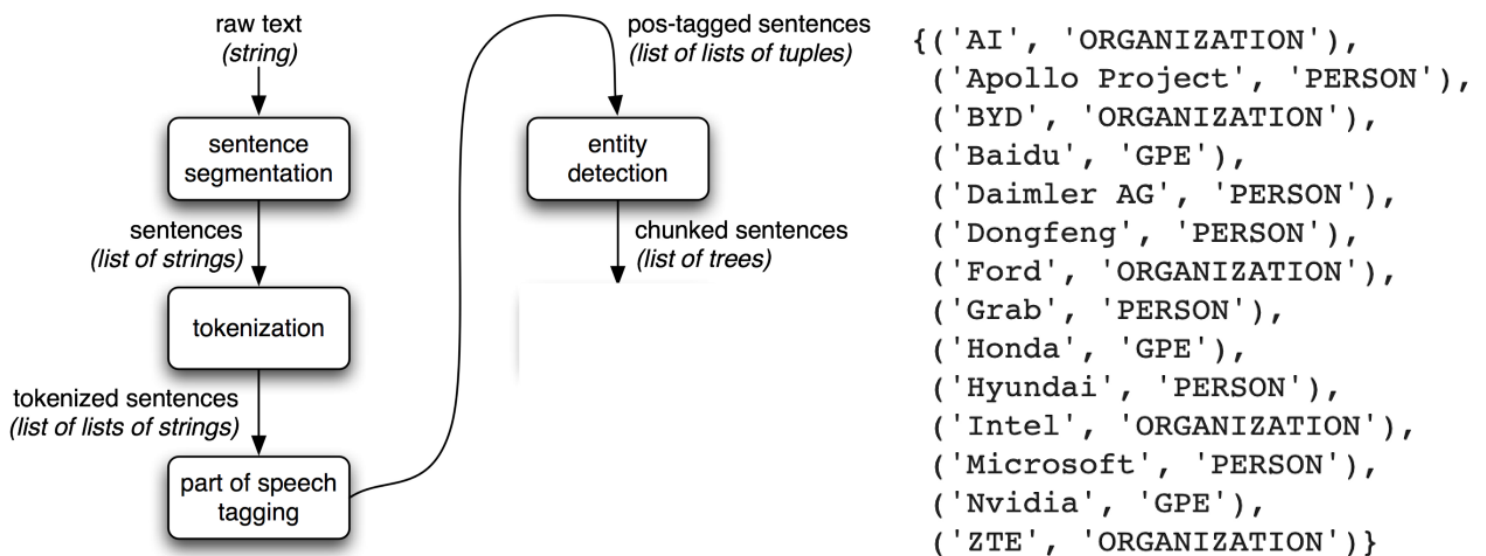 raw text
(string)
sentence
segmentation
sentences
(list of strings)
tokenization
tokenized sentences
(list of lists of strings)
part of speech
tagging
pos-tagged sentences
(list of lists of tuples)
entity
detection
chunked sentences
(list of trees)
{('AI', 'ORGANIZATION'),
('Apollo Project', 'PERSON'),
('BYD', 'ORGANIZATION'),
('Baidu', 'GPE'),
('Daimler AG', 'PERSON'),
('Dongfeng', 'PERSON'),
('Ford', 'ORGANIZATION'),
('Grab', 'PERSON'),
('Honda', 'GPE'),
('Hyundai', 'PERSON'),
('Intel', 'ORGANIZATION'),
('Microsoft', 'PERSON'),
('Nvidia', 'GPE'),
('ZTE', 'ORGANIZATION')}